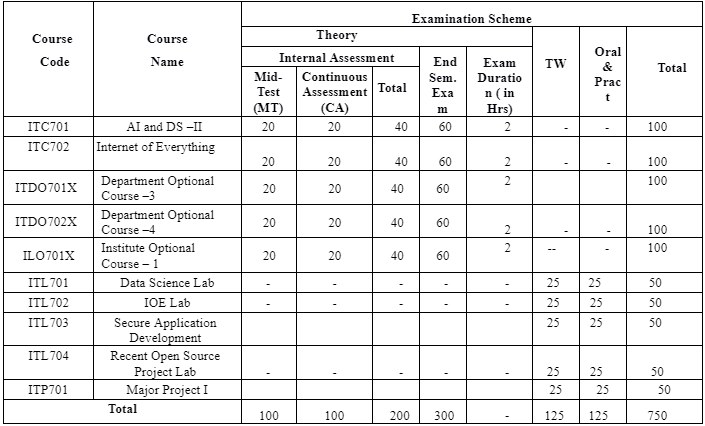 Examination Scheme
Course Code
Course Name
Theory
Internal Assessment
Mid-Test (MT)
Continuous Assessment (CA)
Total
End Sem. Exa m
Exam Duratio n ( in Hrs)
TW
Oral & Prac t
Total
ITC701 AI and DS –II 20 20 40 60 2 - - 100
ITC702 Internet of Everything 20 20 40 60 2 - - 100
ITDO701X Department Optional Course –3 20 20 40 60 2 100
ITDO702X Department Optional Course –4 20 20 40 60 2 - - 100
ILO701X Institute Optional Course – 1 20 20 40 60 2 -- - 100
ITL701 Data Science Lab - - - - - 25 25 50
ITL702 IOE Lab - - - - - 25 25 50
ITL703 Secure Application Development 25 25 50
ITL704 Recent Open Source Project Lab - - - - - 25 25 50
ITP701 Major Project I 25 25 50
Total 100 100 200 300 - 125 125 750